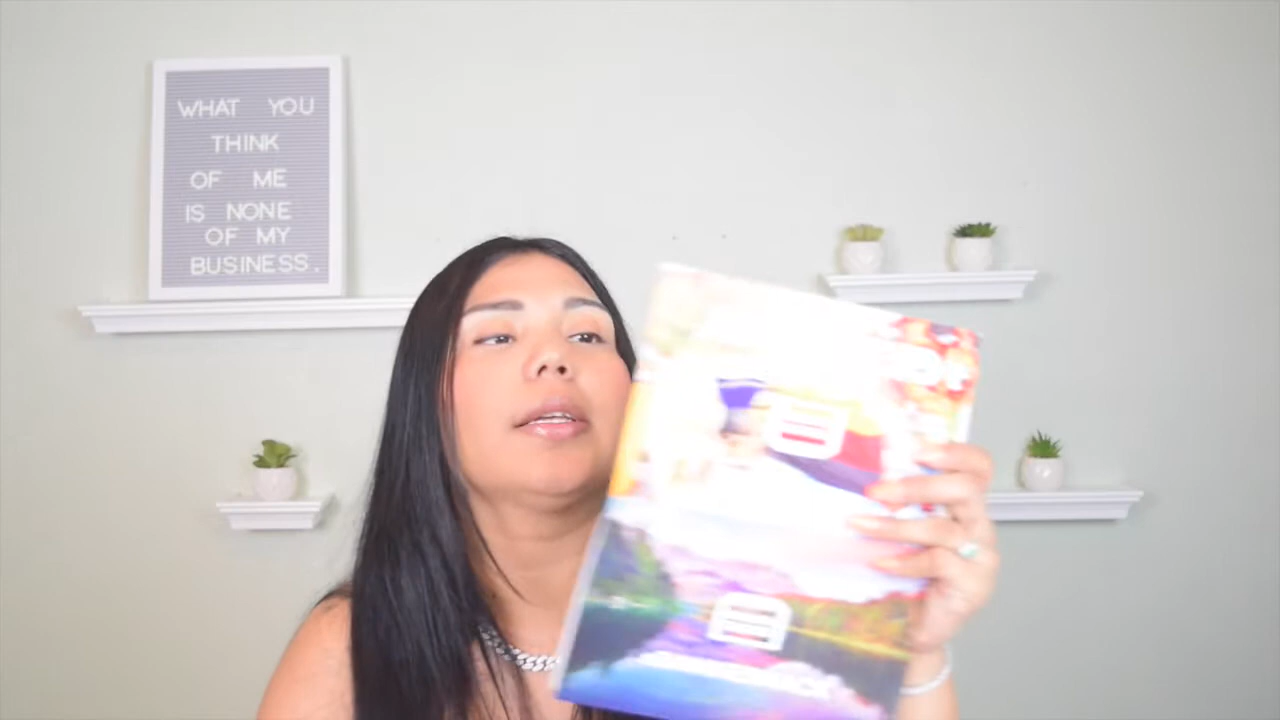 WHAT YOU
THINK
OF ME
IS NONE
OF MY
BUSINESS.